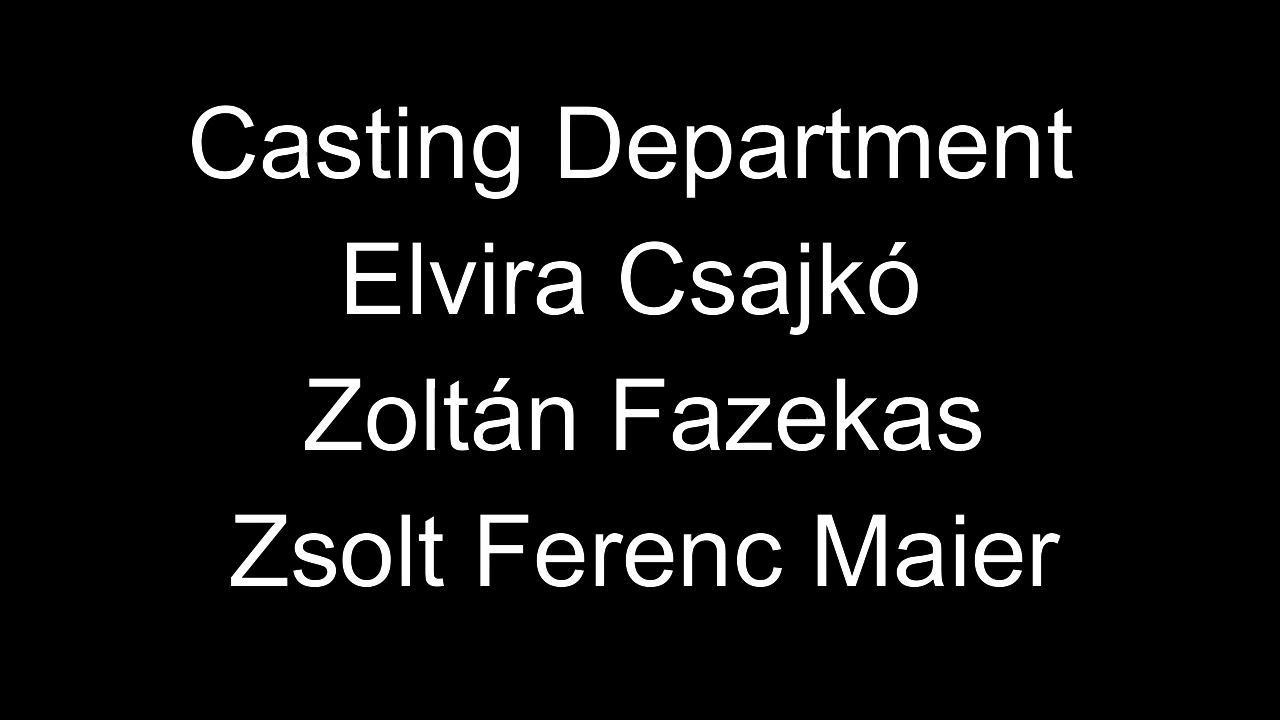 Casting Department
Elvira Csajkó
Zoltán Fazekas
Zsolt Ferenc Maier